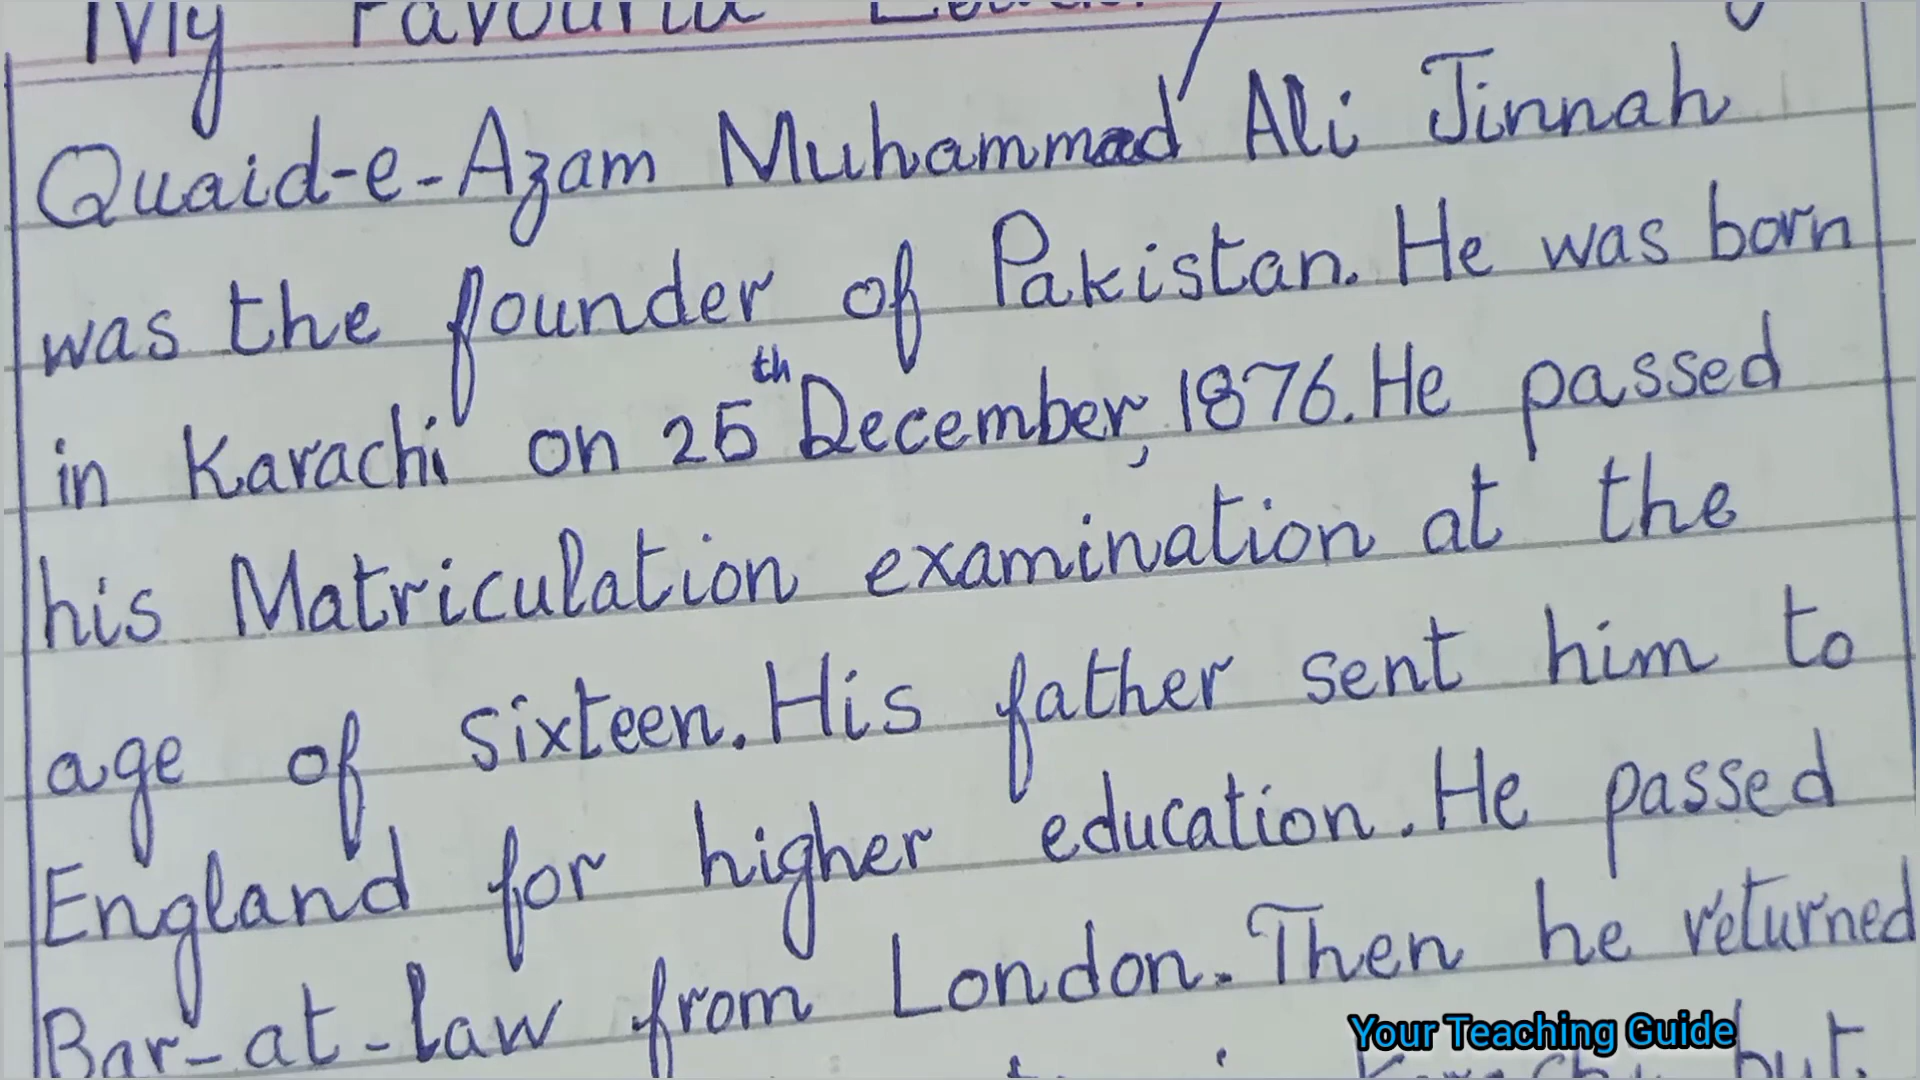 My Favourite
Quaid-e-Azam Muhammad Ali Jinnah
was the founder of Pakistan. He was born
in Karachi on 25th December, 1876. He passed
his Matriculation examination at the
age of sixteen. His father sent him to
England for higher education. He passed
Bar-at-law from London. Then he returned
Your Teaching Guide
but